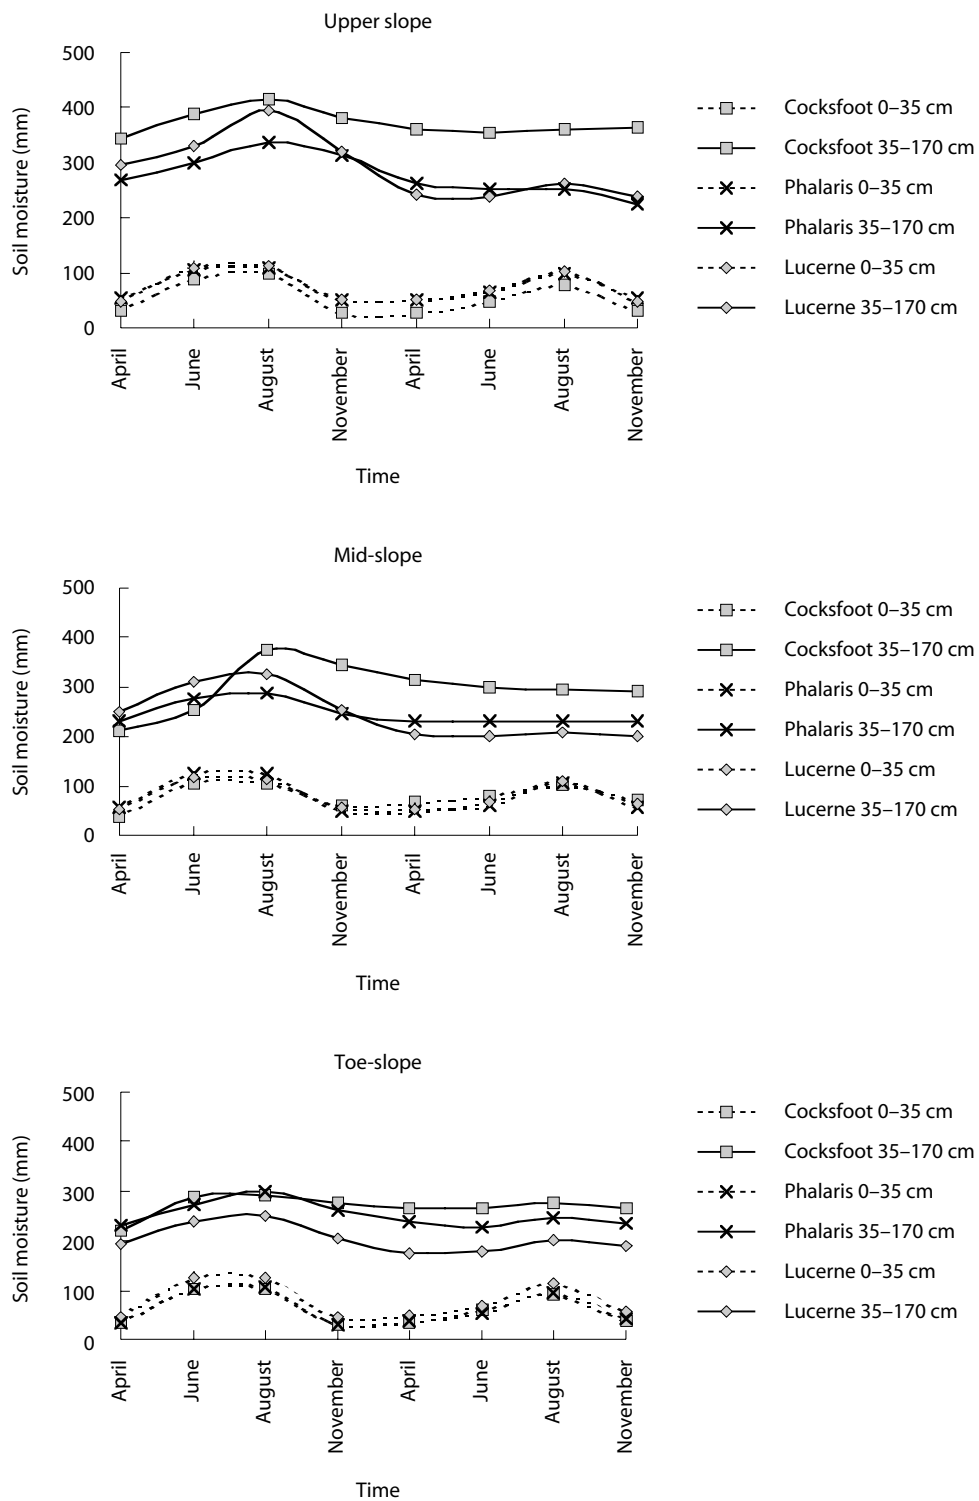 Upper slope
Soil moisture (mm)
500
400
300
200
100
0
April
June
August
November
April
June
August
November
Time
Cocksfoot 0–35 cm
Cocksfoot 35–170 cm
Phalaris 0–35 cm
Phalaris 35–170 cm
Lucerne 0–35 cm
Lucerne 35–170 cm
Mid-slope
Soil moisture (mm)
500
400
300
200
100
0
April
June
August
November
April
June
August
November
Time
Cocksfoot 0–35 cm
Cocksfoot 35–170 cm
Phalaris 0–35 cm
Phalaris 35–170 cm
Lucerne 0–35 cm
Lucerne 35–170 cm
Toe-slope
Soil moisture (mm)
500
400
300
200
100
0
April
June
August
November
April
June
August
November
Time
Cocksfoot 0–35 cm
Cocksfoot 35–170 cm
Phalaris 0–35 cm
Phalaris 35–170 cm
Lucerne 0–35 cm
Lucerne 35–170 cm